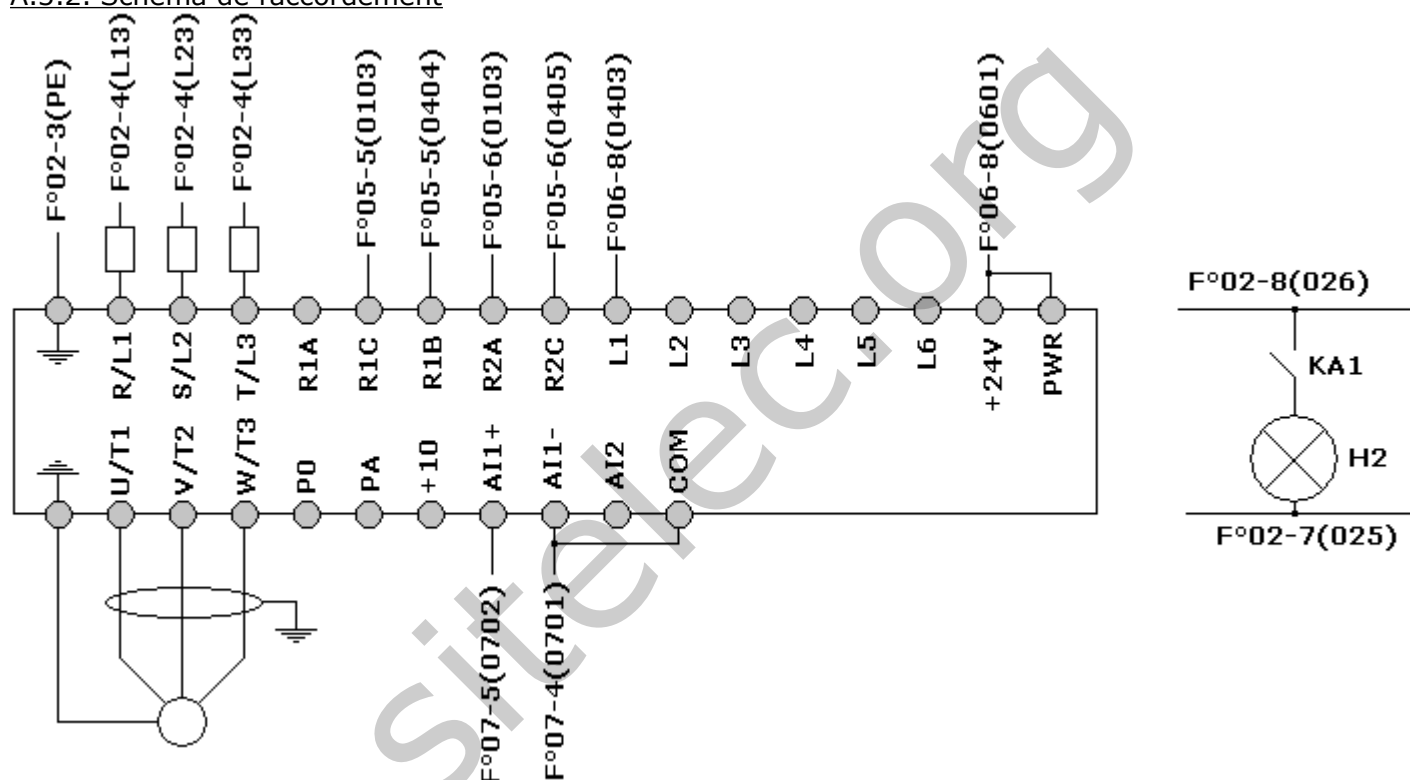 A.3.2. Schéma de raccordement
F°02-3(PE)
F°02-4(L13)
F°02-4(L23)
F°02-4(L33)
F°05-5(0103)
F°05-5(0404)
F°05-6(0103)
F°05-6(0405)
F°06-8(0403)
F°06-8(0601)
R/L1
S/L2
T/L3
R1A
R1C
R1B
R2A
R2C
L1
L2
L3
L4
L5
L6
+24V
PWR
U/T1
V/T2
W/T3
P0
PA
+10
AI1+
AI1-
AI2
COM
F°07-5(0702)
F°07-4(0701)
F°02-8(026)
KA1
H2
F°02-7(025)
sitelec.org